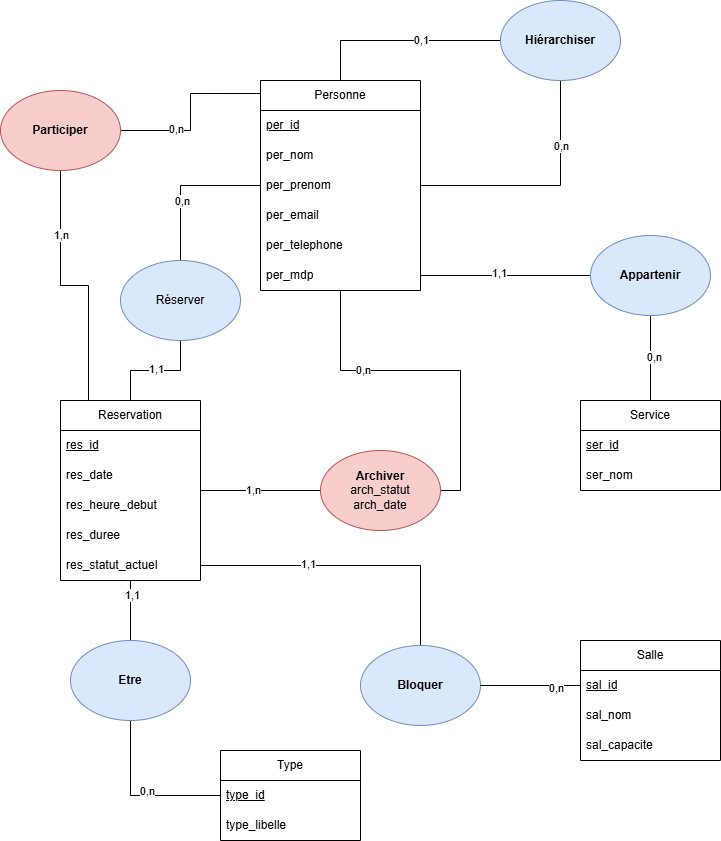 0,1
Hiérarchiser
Personne
Participer
0,n
per_id
per_nom
0,n
per_prenom
0,n
per_email
1,n
per_telephone
per_mdp
1,1
Appartenir
Réserver
0,n
1,1
0,n
Reservation
Service
res_id
ser_id
res_date
ser_nom
Archiver
arch_statut
arch_date
1,n
res_heure_debut
res_duree
res_statut_actuel
1,1
1,1
Etre
Bloquer
Salle
0,n
sal_id
sal_nom
sal_capacite
Type
0,n
type_id
type_libelle